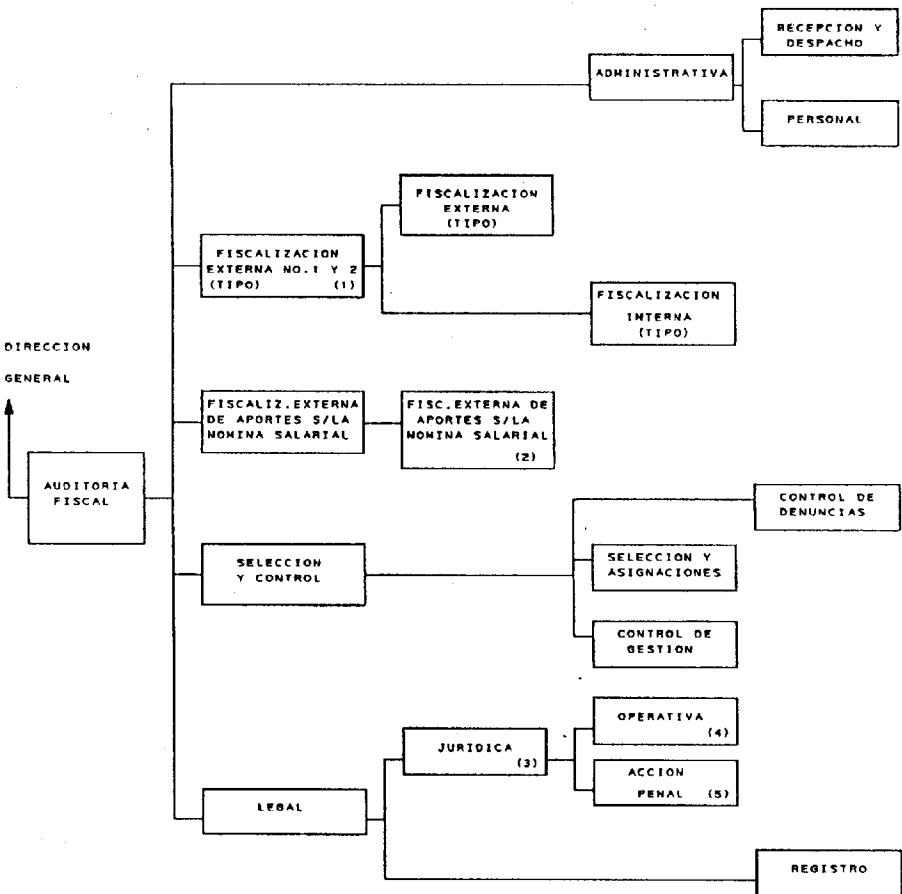 RECEPCION Y
DESPACHO
ADMINISTRATIVA
PERSONAL
FISCALIZACION
EXTERNA
(TIPO)
FISCALIZACION
EXTERNA NO.1 Y 2
(TIPO) (1)
FISCALIZACION
INTERNA
(TIPO)
DIRECCION
GENERAL
FISCALIZ.EXTERNA
DE APORTES S/LA
NOMINA SALARIAL
FISC.EXTERNA DE
APORTES S/LA
NOMINA SALARIAL
(2)
AUDITORIA
FISCAL
CONTROL DE
DENUNCIAS
SELECCION
Y CONTROL
SELECCION Y
ASIGNACIONES
CONTROL DE
GESTION
OPERATIVA
(4)
JURIDICA
(3)
ACCION
PENAL (5)
LEGAL
REGISTRO